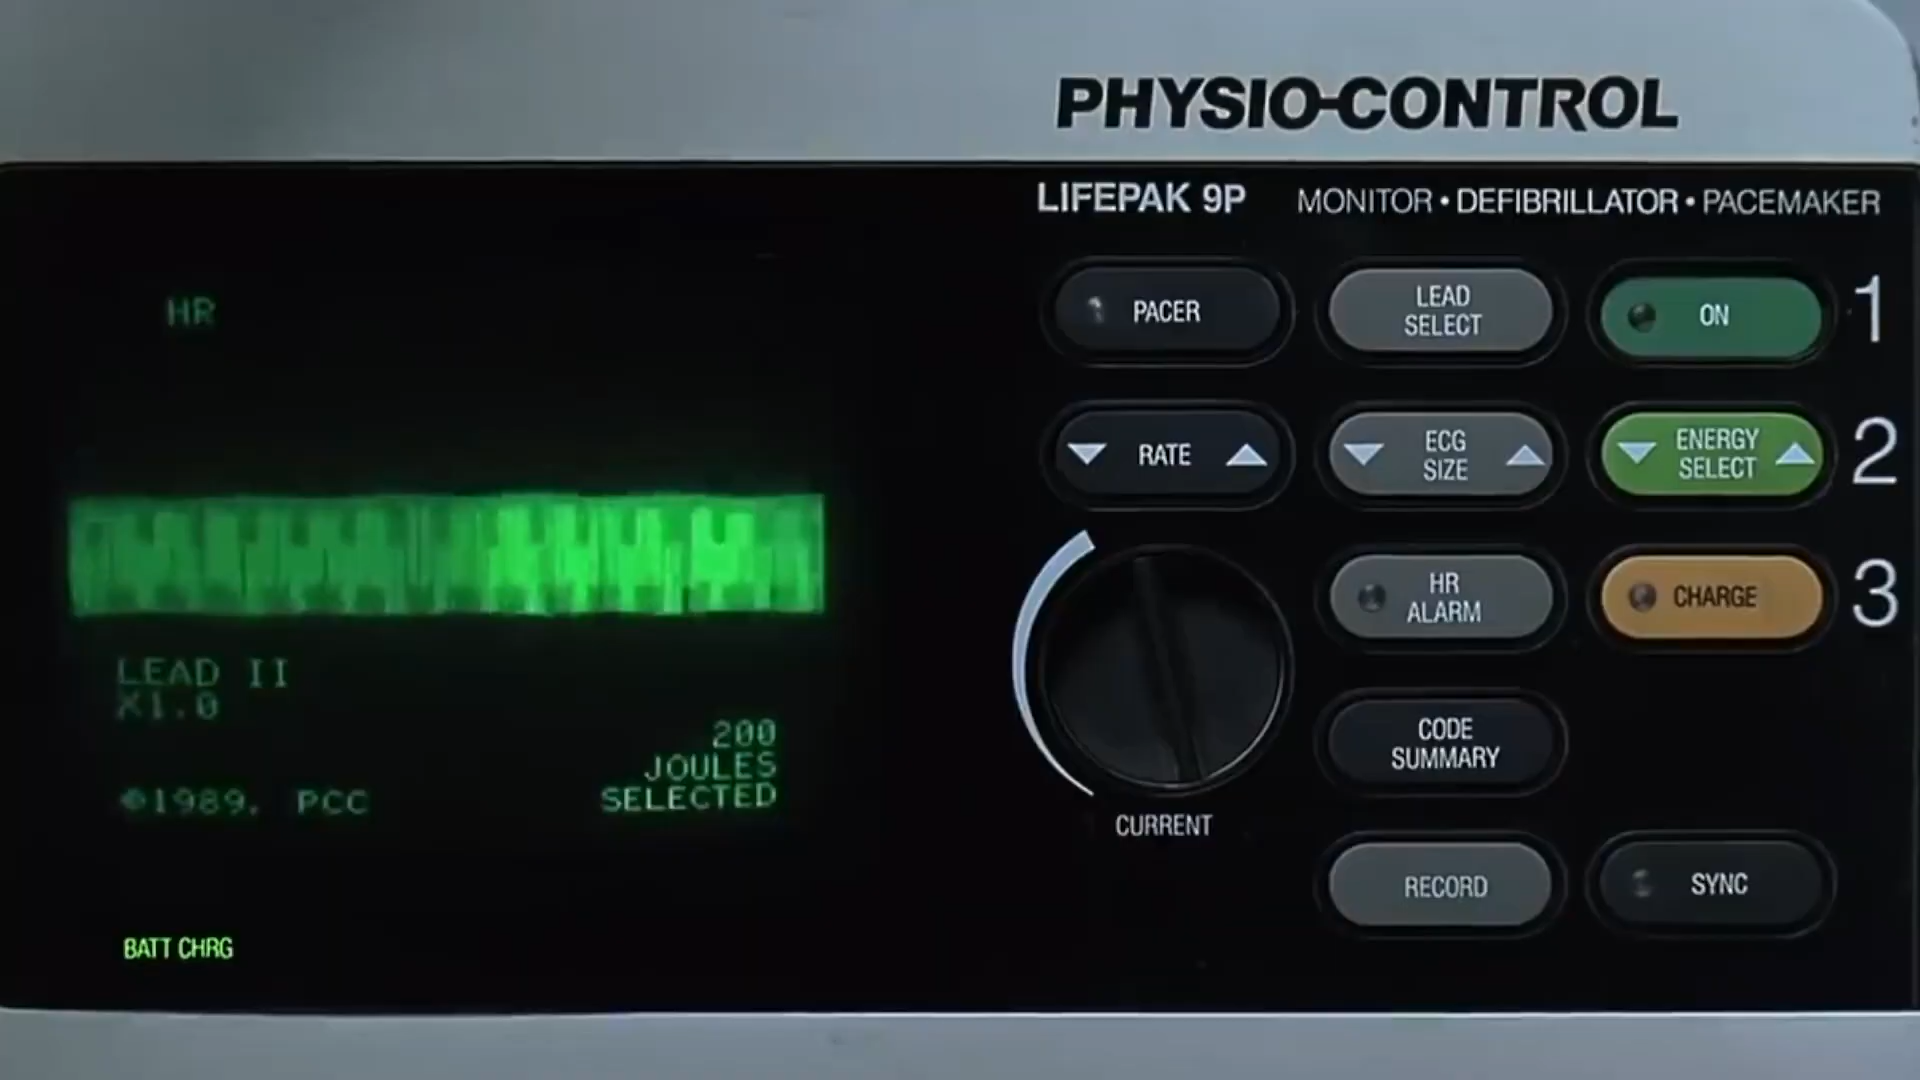 PHYSIO-CONTROL
LIFEPAK 9P MONITOR • DEFIBRILLATOR • PACEMAKER
HR
PACER
LEAD
SELECT
ON
1
RATE
ECG
SIZE
ENERGY
SELECT
2
HR
ALARM
CHARGE
3
LEAD II
X1.0
200
JOULES
SELECTED
©1989. PCC
CODE
SUMMARY
CURRENT
RECORD
SYNC
BATT CHRG